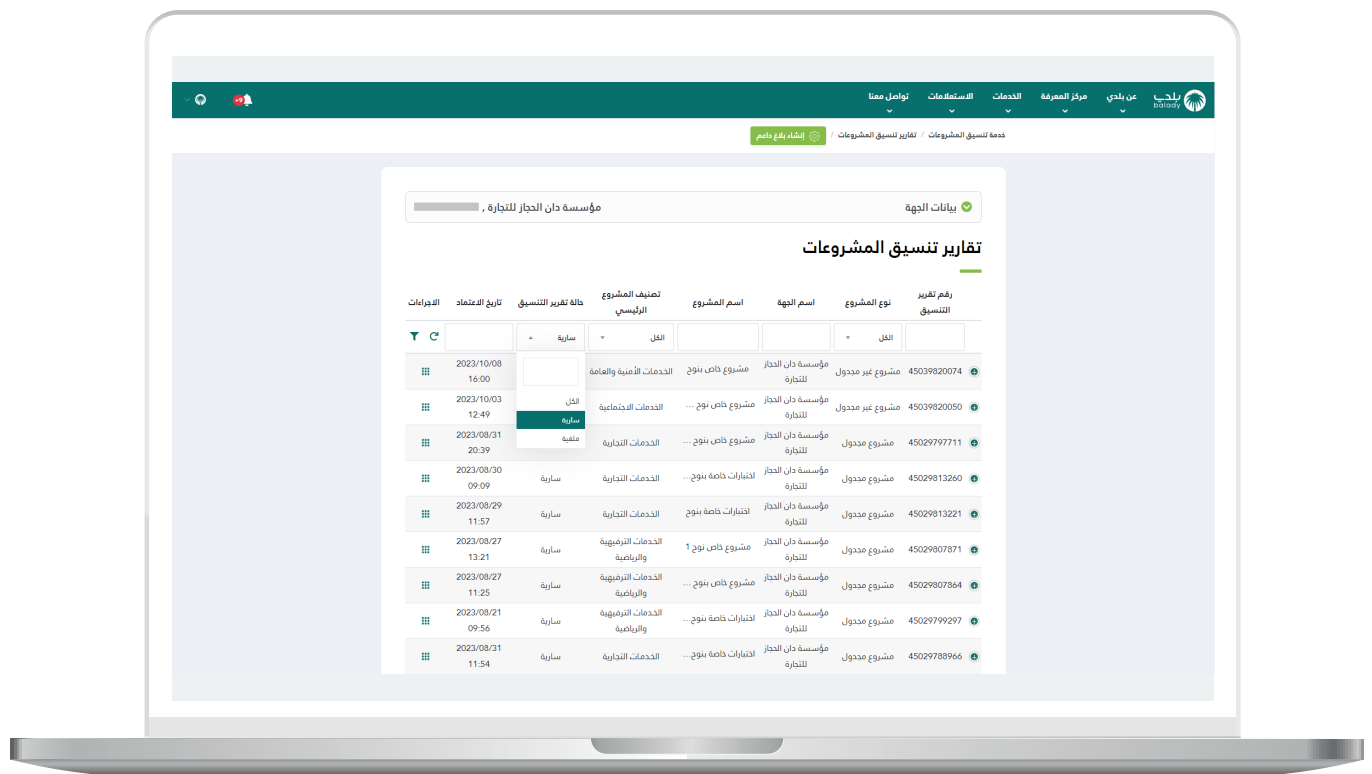 بلدي
balady
عن بلدي
مركز المعرفة
الخدمات
الاستعلامات
تواصل معنا
+9
خدمة تنسيق المشروعات / تقارير تنسيق المشروعات /
إنشاء بلاغ داعم
بيانات الجهة
مؤسسة دان الحجاز للتجارة ,
تقارير تنسيق المشروعات
رقم تقرير
التنسيق
نوع المشروع
اسم الجهة
اسم المشروع
تصنيف المشروع
الرئيسي
حالة تقرير التنسيق
تاريخ الاعتماد
الاجراءات
الكل
الكل
سارية
الكل
سارية
ملغية
45039820074
مشروع غير مجدول
مؤسسة دان الحجاز
للتجارة
مشروع خاص بنوح
الخدمات الأمنية والعامة
2023/10/08
16:00
45039820050
مشروع غير مجدول
مؤسسة دان الحجاز
للتجارة
مشروع خاص نوح ...
الخدمات الاجتماعية
2023/10/03
12:49
45029797711
مشروع مجدول
مؤسسة دان الحجاز
للتجارة
مشروع خاص بنوح ...
الخدمات التجارية
2023/08/31
20:39
45029813260
مشروع مجدول
مؤسسة دان الحجاز
للتجارة
اختبارات خاصة بنوح...
الخدمات التجارية
سارية
2023/08/30
09:09
45029813221
مشروع مجدول
مؤسسة دان الحجاز
للتجارة
اختبارات خاصة بنوح
الخدمات التجارية
سارية
2023/08/29
11:57
45029807871
مشروع مجدول
مؤسسة دان الحجاز
للتجارة
مشروع خاص نوح 1
الخدمات الترفيهية
والرياضية
سارية
2023/08/27
13:21
45029807864
مشروع مجدول
مؤسسة دان الحجاز
للتجارة
مشروع خاص بنوح ...
الخدمات الترفيهية
والرياضية
سارية
2023/08/27
11:25
45029799297
مشروع مجدول
مؤسسة دان الحجاز
للتجارة
اختبارات خاصة بنوح...
الخدمات الترفيهية
والرياضية
سارية
2023/08/21
09:56
45029788966
مشروع مجدول
مؤسسة دان الحجاز
للتجارة
اختبارات خاصة بنوح...
الخدمات التجارية
سارية
2023/08/31
11:54